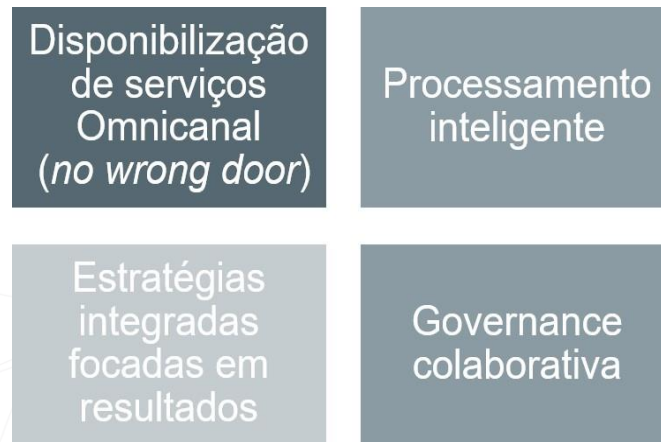 Disponibilização
de serviços
Omnicanal
(no wrong door)
Processamento
inteligente
Estratégias
integradas
focadas em
resultados
Governance
colaborativa